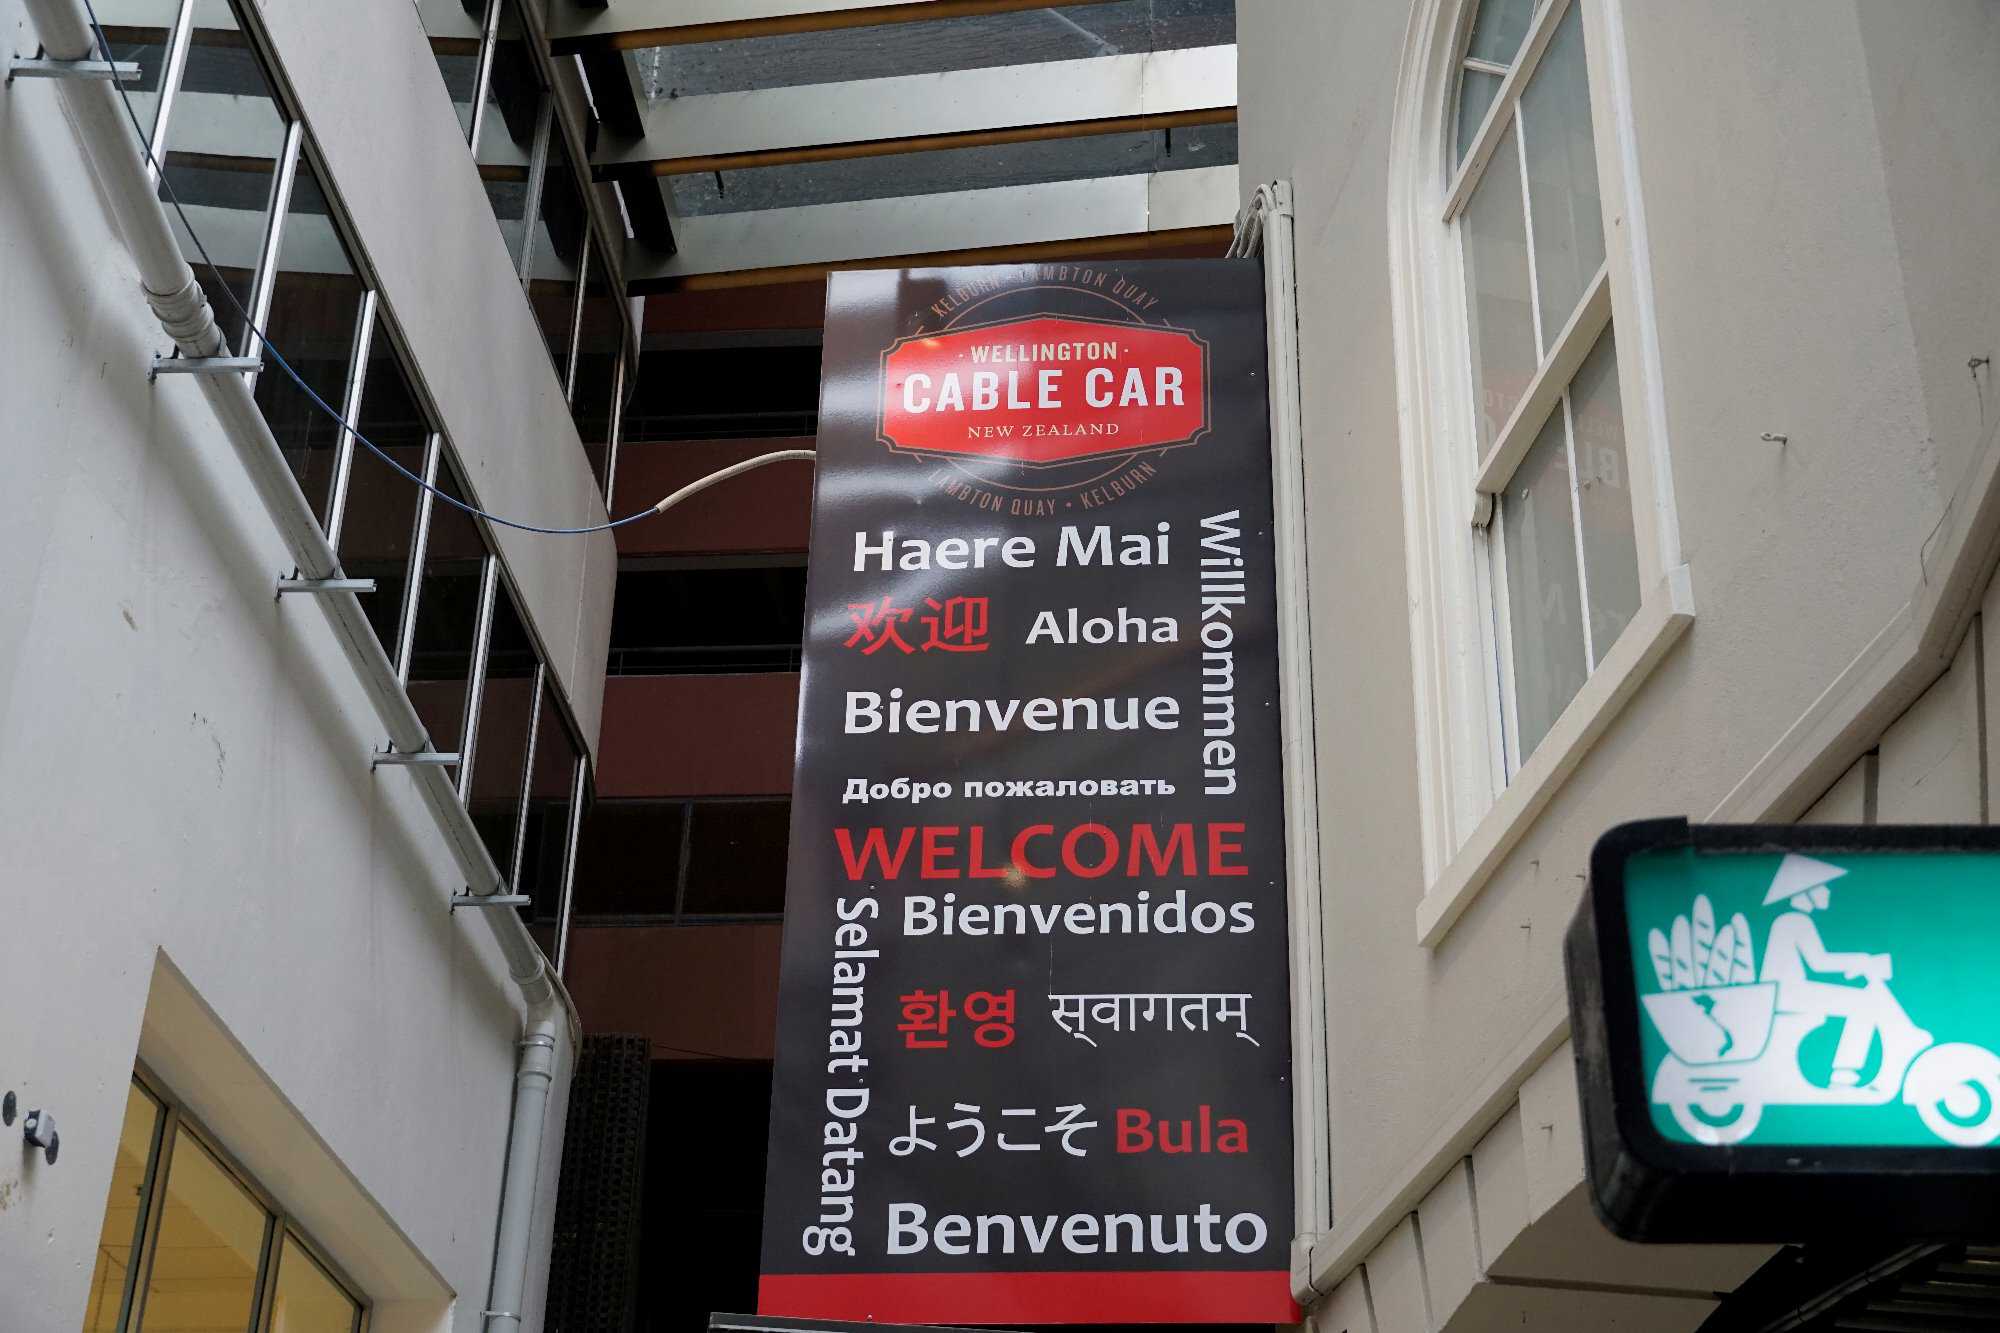 KELBURN • LAMBTON QUAY
· WELLINGTON ·
CABLE CAR
NEW ZEALAND
LAMBTON QUAY • KELBURN
Haere Mai
Willkommen
欢迎 Aloha
Bienvenue
Добро пожаловать
WELCOME
Bienvenidos
Selamat Datang
환영 स्वागतम्
ようこそ Bula
Benvenuto